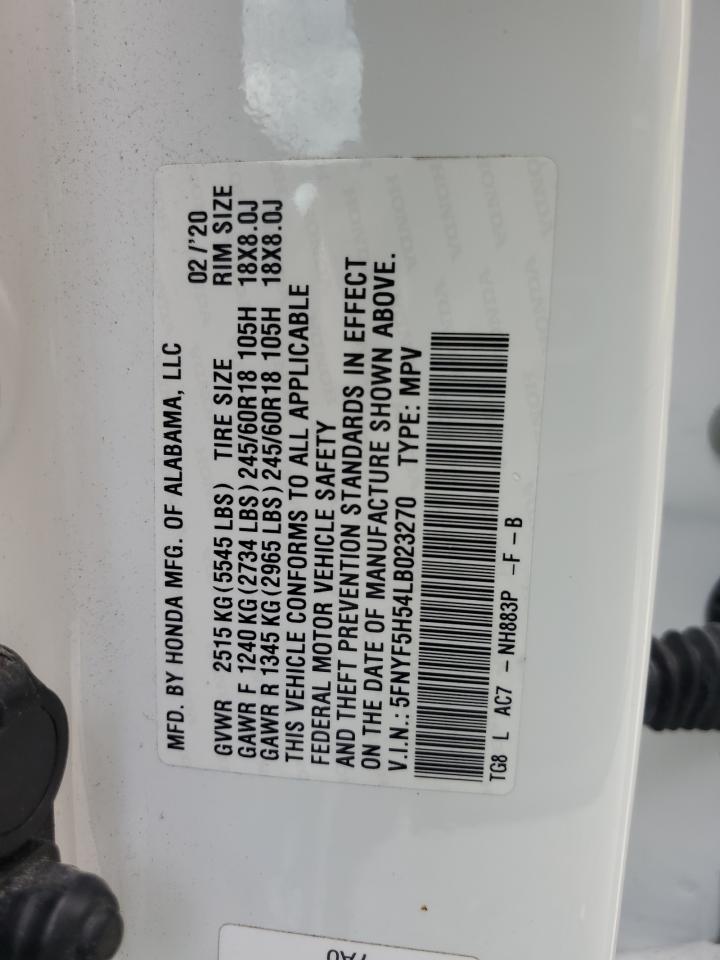 MFD. BY HONDA MFG. OF ALABAMA, LLC 02/'20
GVWR 2515 KG (5545 LBS) TIRE SIZE RIM SIZE
GAWR F 1240 KG (2734 LBS) 245/60R18 105H 18X8.0J
GAWR R 1345 KG (2965 LBS) 245/60R18 105H 18X8.0J
THIS VEHICLE CONFORMS TO ALL APPLICABLE
FEDERAL MOTOR VEHICLE SAFETY
AND THEFT PREVENTION STANDARDS IN EFFECT
ON THE DATE OF MANUFACTURE SHOWN ABOVE.
V.I.N.: 5FNYF5H54LB023270 TYPE: MPV
TG8 L AC7 - NH883P - F - B